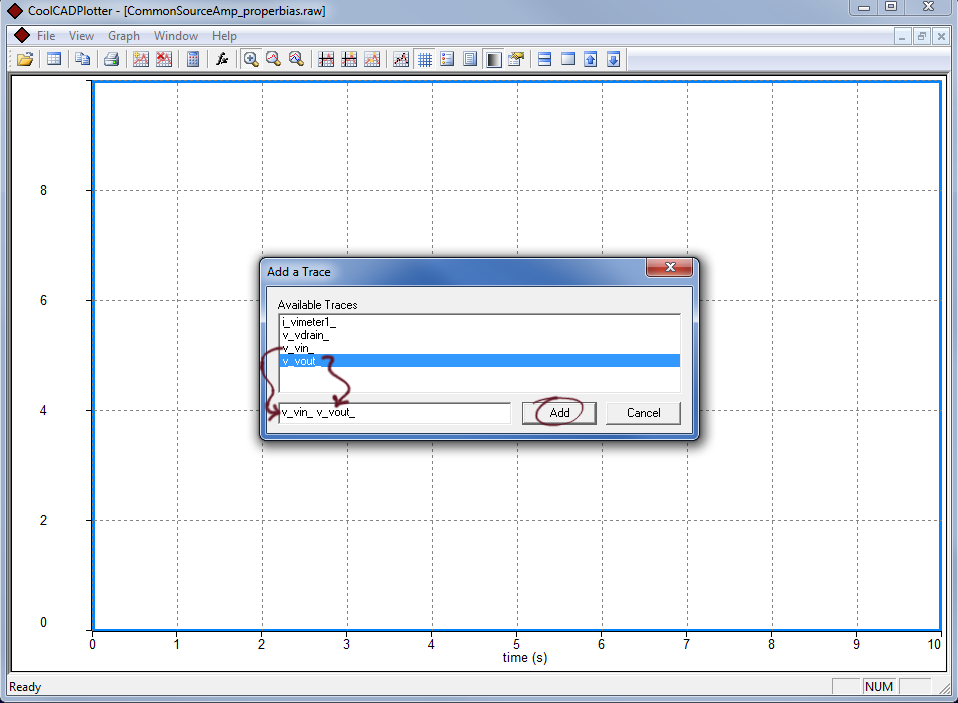 CoolCADPlotter - [CommonSourceAmp_properbias.raw]
File View Graph Window Help
fx
8
6
4
2
0
Add a Trace
Available Traces
i_vimeter1_
v_vdrain_
v_vin_
v_vout_
v_vin_ v_vout_
Add
Cancel
0 1 2 3 4 5 6 7 8 9 10
time (s)
Ready
NUM